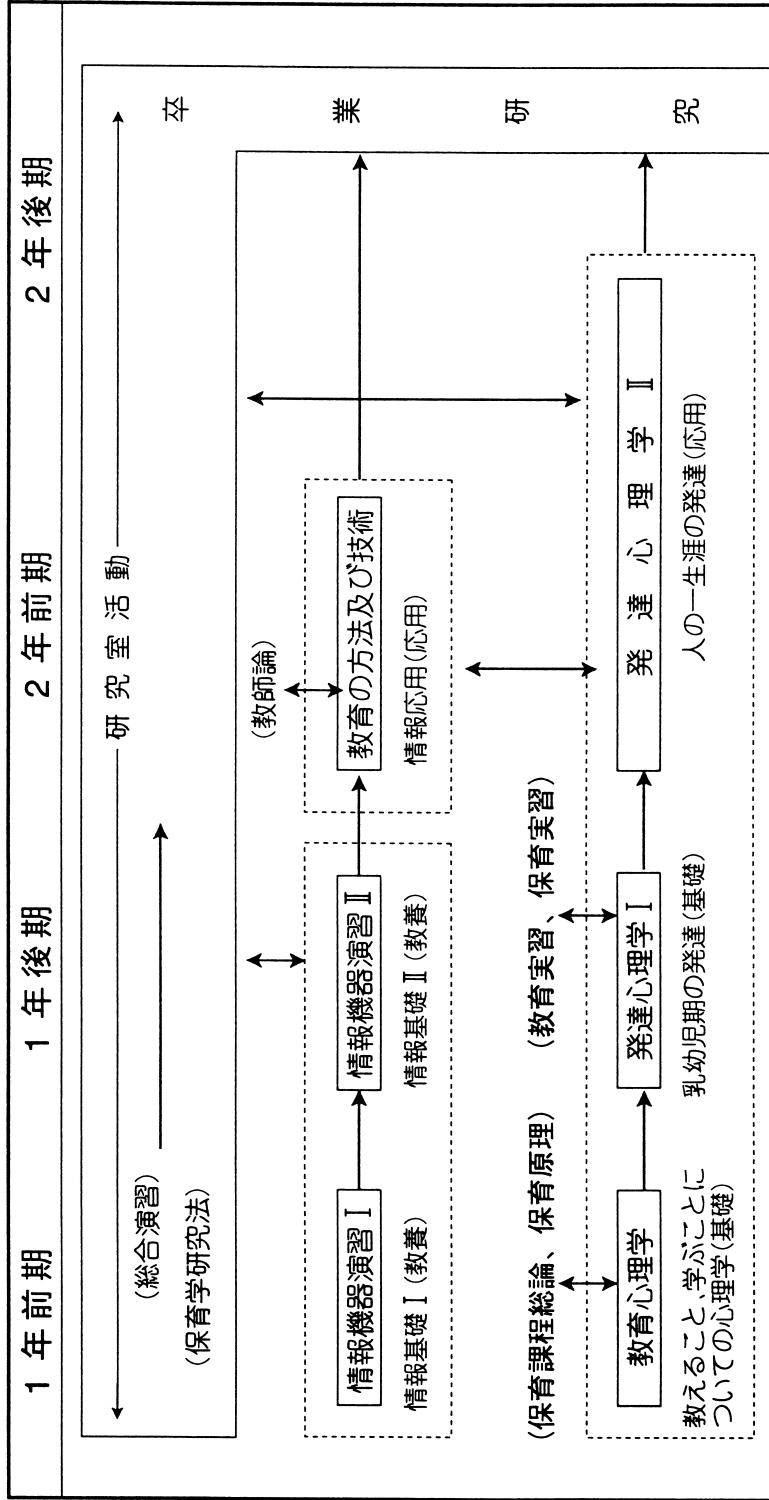 1年前期
1年後期
2年前期
2年後期
研究室活動
(総合演習)
(保育学研究法)
卒業研究
(教師論)
情報機器演習Ⅰ
情報機器演習Ⅱ
教育の方法及び技術
情報基礎Ⅰ(教養)
情報基礎Ⅱ(教養)
情報応用(応用)
(保育課程総論、保育原理)
(教育実習、保育実習)
教育心理学
発達心理学Ⅰ
発達心理学Ⅱ
教えること、学ぶことに
ついての心理学(基礎)
乳幼児期の発達(基礎)
人の一生涯の発達(応用)